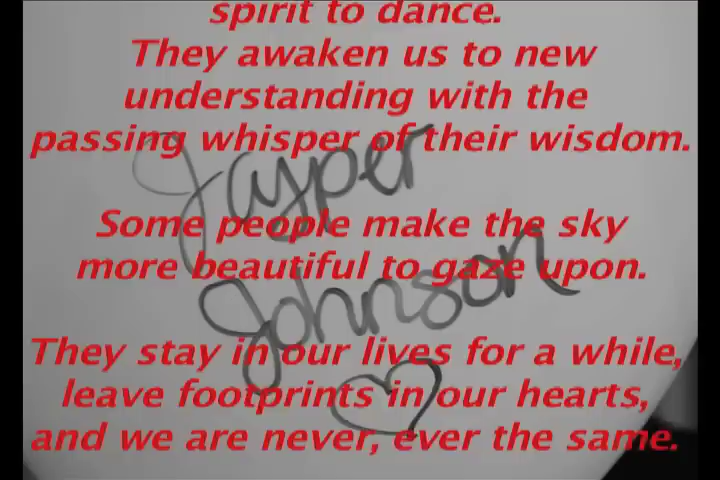 spirit to dance.
They awaken us to new
understanding with the
passing whisper of their wisdom.
Jayper
Some people make the sky
more beautiful to gaze upon.
Johnson
They stay in our lives for a while,
leave footprints in our hearts,
and we are never, ever the same.